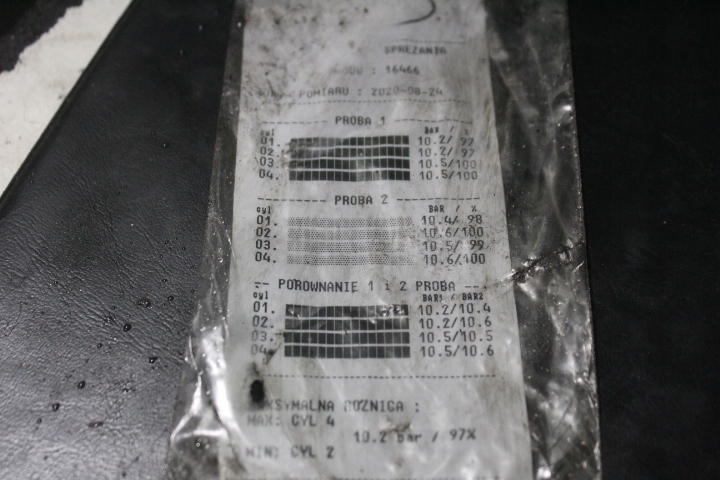 SPREZANIA
: 16466
POMIARU : 2020-08-24
PROBA 1
cyl BAR / %
01. 10.2/ 97
02. 10.2/ 97
03. 10.5/100
04. 10.5/100
PROBA 2
cyl BAR / %
01. 10.4/ 98
02. 10.6/100
03. 10.5/ 99
04. 10.6/100
-- POROWNANIE 1 i 2 PROBA --
cyl BAR1 / BAR2
01. 10.2/10.4
02. 10.2/10.6
03. 10.5/10.5
04. 10.5/10.6
MAKSYMALNA ROZNICA :
MAX: CYL 4
10.2 bar / 97%
MIN: CYL 2